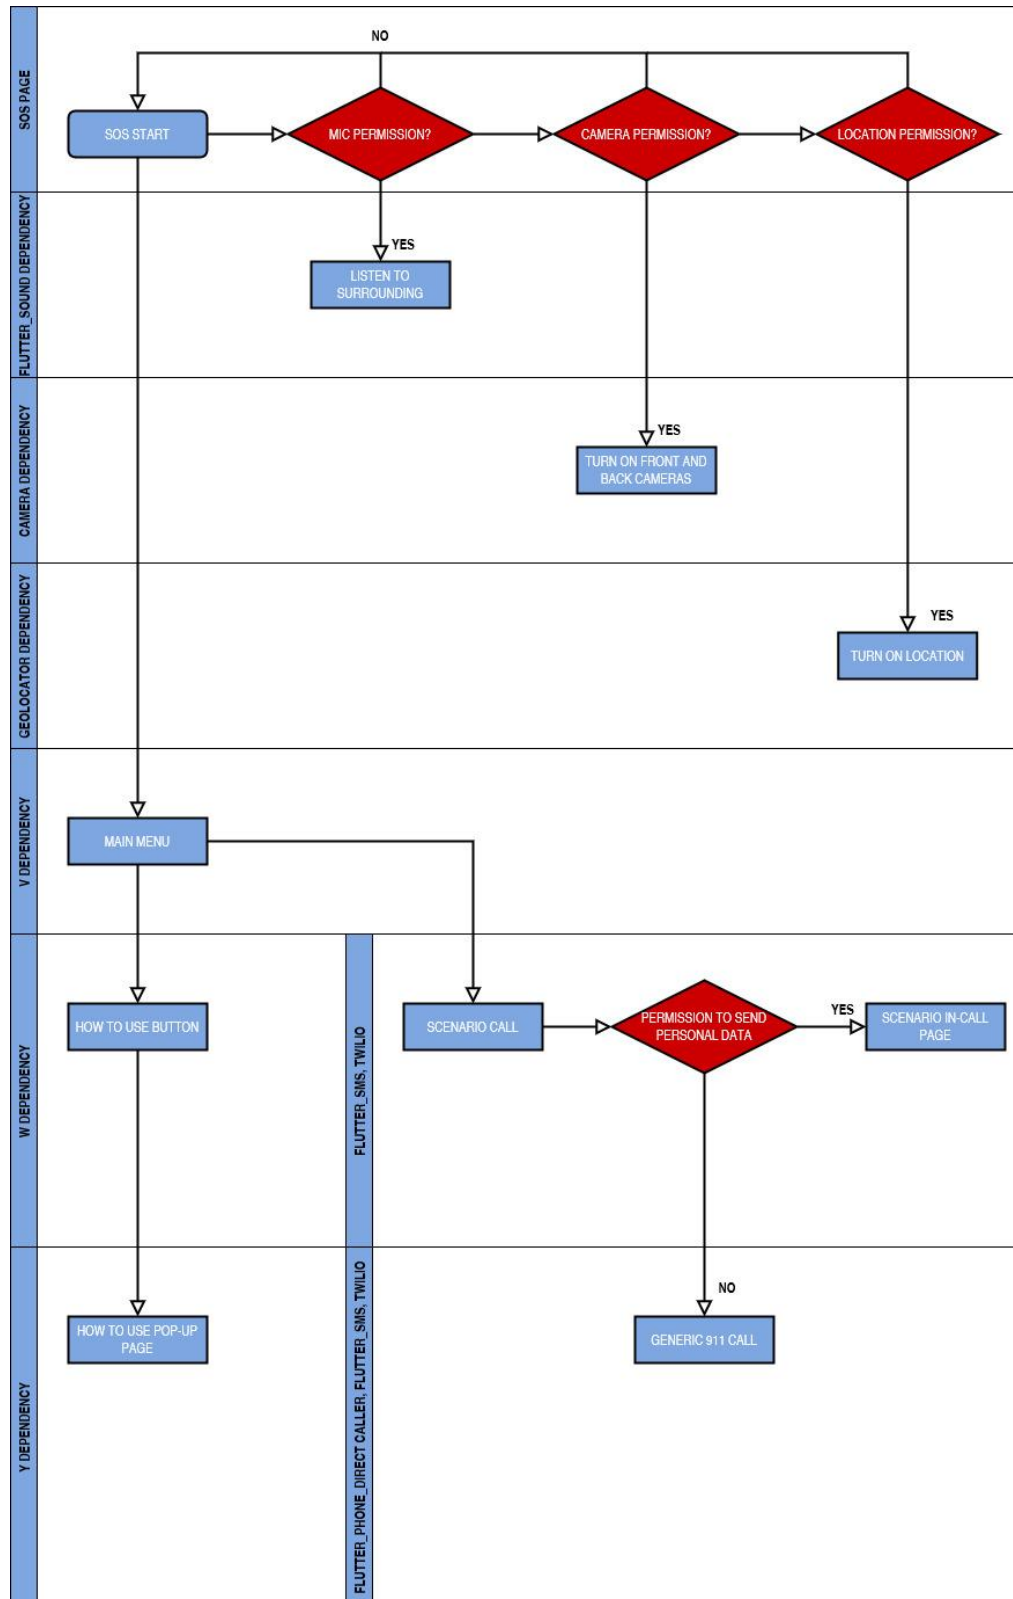 NO
SOS PAGE
SOS START
MIC PERMISSION?
CAMERA PERMISSION?
LOCATION PERMISSION?
FLUTTER_SOUND DEPENDENCY
YES
LISTEN TO
SURROUNDING
CAMERA DEPENDENCY
YES
TURN ON FRONT AND
BACK CAMERAS
GEOLOCATOR DEPENDENCY
YES
TURN ON LOCATION
V DEPENDENCY
MAIN MENU
W DEPENDENCY
HOW TO USE BUTTON
FLUTTER_SMS, TWILIO
SCENARIO CALL
PERMISSION TO SEND
PERSONAL DATA
YES
SCENARIO IN-CALL
PAGE
Y DEPENDENCY
HOW TO USE POP-UP
PAGE
FLUTTER_PHONE_DIRECT CALLER, FLUTTER_SMS, TWILIO
NO
GENERIC 911 CALL